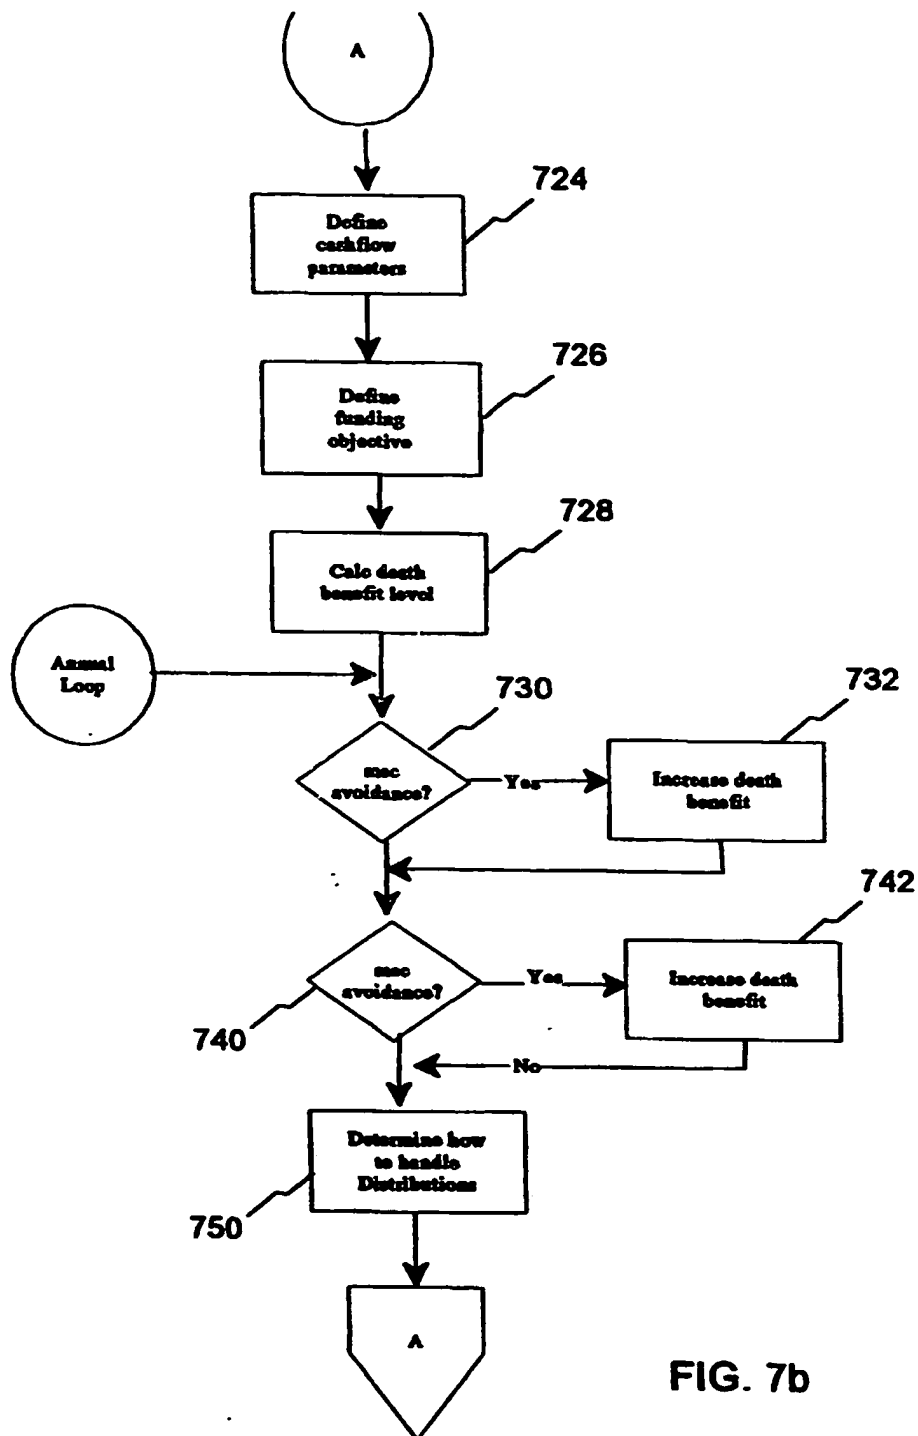 A
724
Define
cashflow
parameters
726
Define
funding
objective
728
Calc death
benefit level
Annual
Loop
730
732
mec
avoidance?
Yes
Increase death
benefit
742
mec
avoidance?
Yes
Increase death
benefit
740
No
Determine how
to handle
Distributions
750
A
FIG. 7b